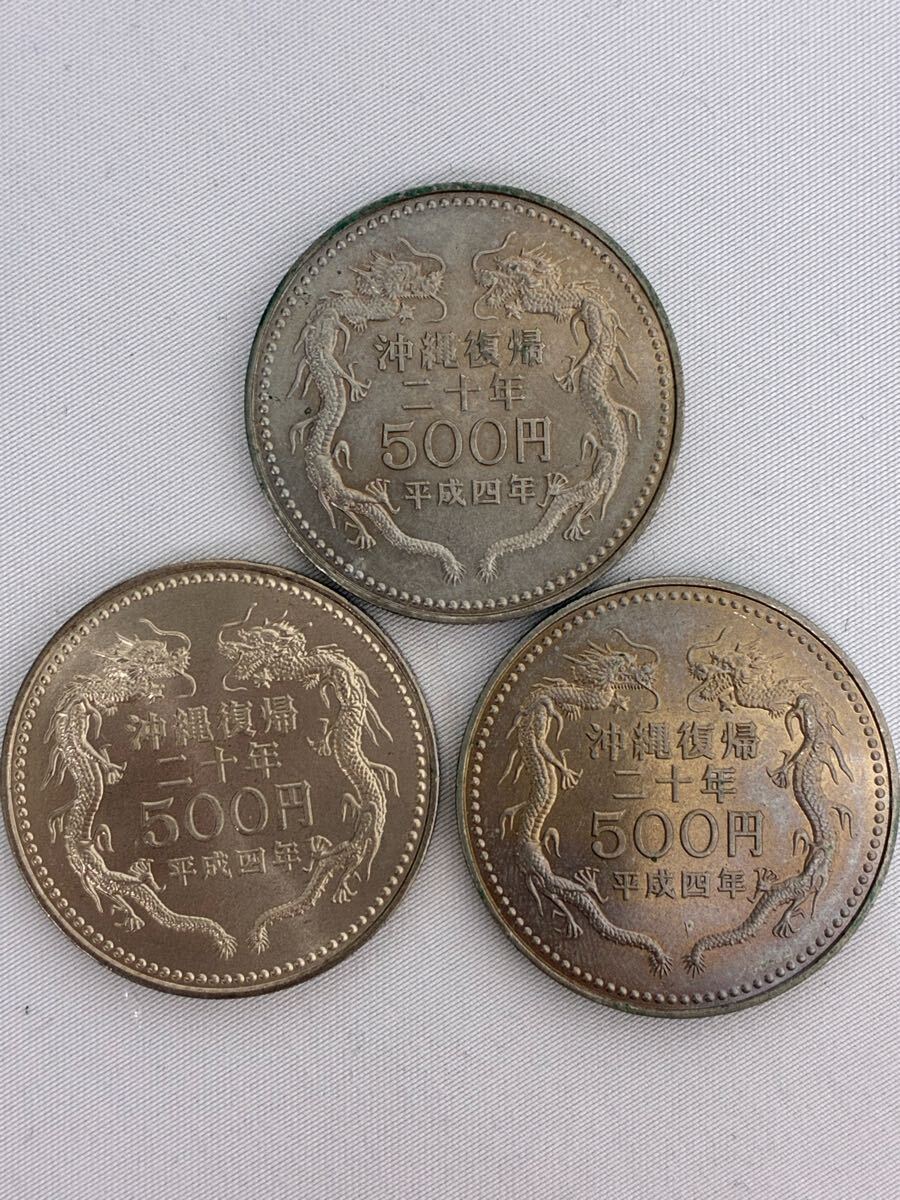 沖縄復帰
二十年
500円
平成四年
沖縄復帰
二十年
500円
平成四年
沖縄復帰
二十年
500円
平成四年